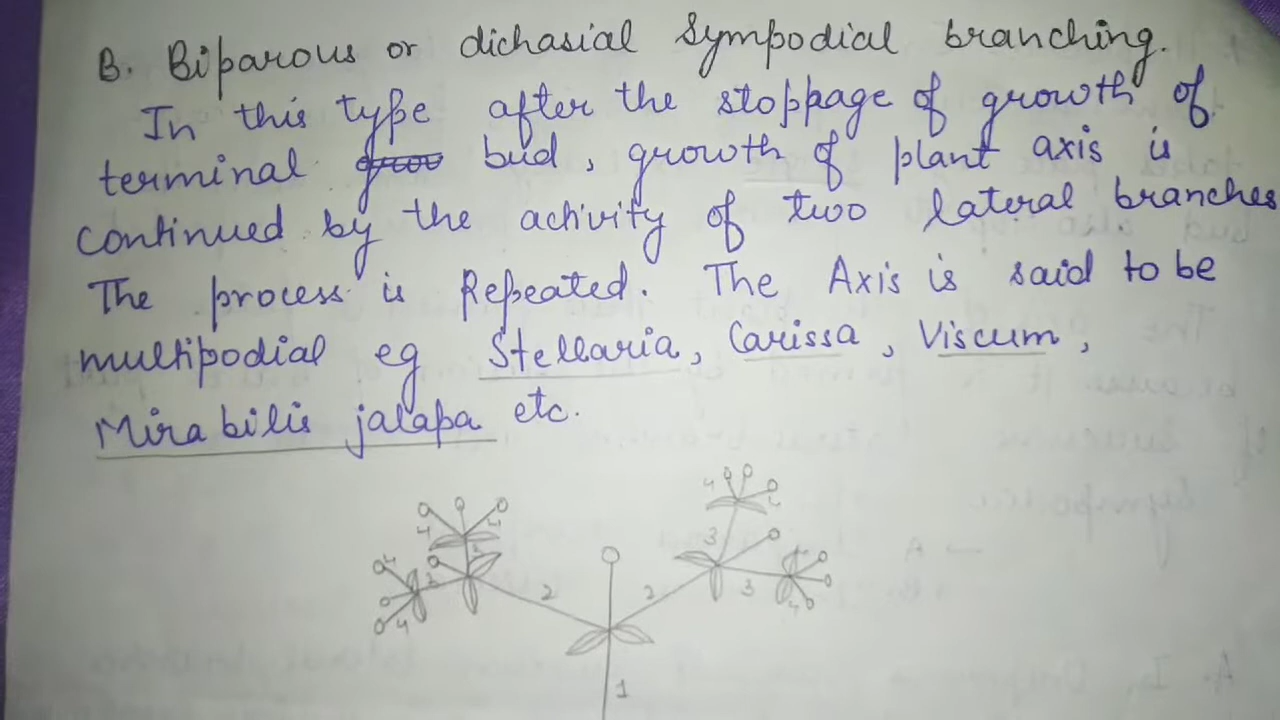 B. Biparous or dichasial Sympodial branching.
In this type after the stoppage of growth of
terminal bud, growth of plant axis is
continued by the activity of two lateral branches
The process is Repeated. The Axis is said to be
multipodial eg Stellaria, Carissa, Viscum,
Mirabilis jalapa etc.
4 4
4 4 4
3 3
4 4
2 2 3 4
1